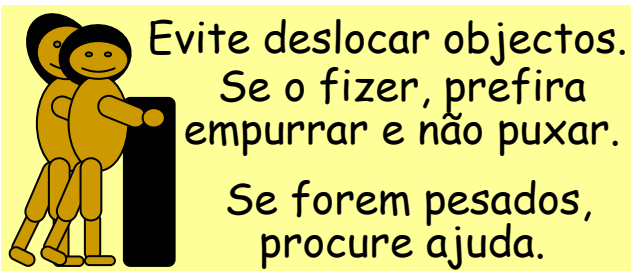 Evite deslocar objectos.
Se o fizer, prefira
empurrar e não puxar.
Se forem pesados,
procure ajuda.